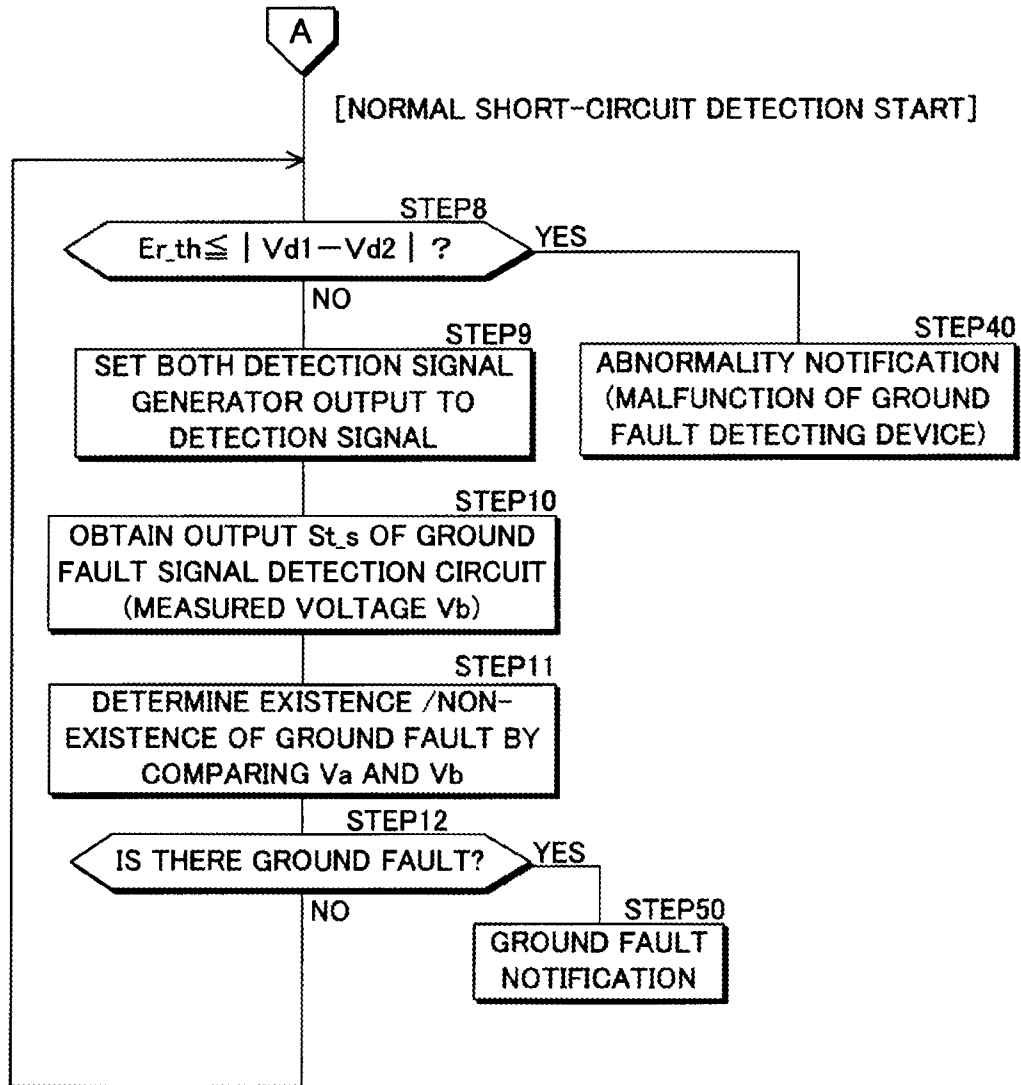 A
[NORMAL SHORT-CIRCUIT DETECTION START]
STEP8
Er_th≦ | Vd1−Vd2 | ?
YES
NO
STEP9
SET BOTH DETECTION SIGNAL
GENERATOR OUTPUT TO
DETECTION SIGNAL
STEP40
ABNORMALITY NOTIFICATION
(MALFUNCTION OF GROUND
FAULT DETECTING DEVICE)
STEP10
OBTAIN OUTPUT St_s OF GROUND
FAULT SIGNAL DETECTION CIRCUIT
(MEASURED VOLTAGE Vb)
STEP11
DETERMINE EXISTENCE /NON-
EXISTENCE OF GROUND FAULT BY
COMPARING Va AND Vb
STEP12
IS THERE GROUND FAULT?
YES
NO
STEP50
GROUND FAULT
NOTIFICATION